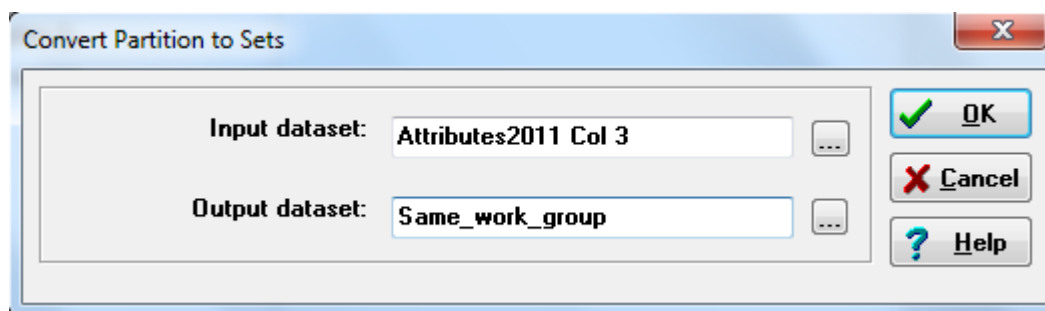 Convert Partition to Sets
x
Input dataset: Attributes2011 Col 3 ...
OK
Cancel
Output dataset: Same_work_group ...
? Help